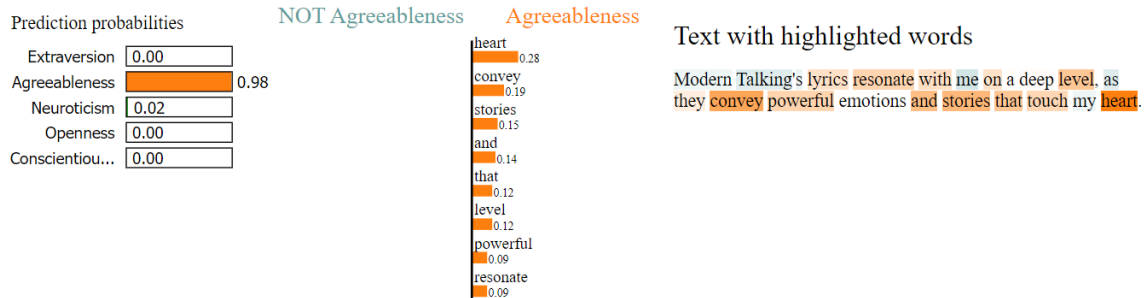 Prediction probabilities
Extraversion 0.00
Agreeableness 0.98
Neuroticism 0.02
Openness 0.00
Conscientiou... 0.00
NOT Agreeableness Agreeableness
heart
0.28
convey
0.19
stories
0.15
and
0.14
that
0.12
level
0.12
powerful
0.09
resonate
0.09
Text with highlighted words
Modern Talking's lyrics resonate with me on a deep level, as
they convey powerful emotions and stories that touch my heart.